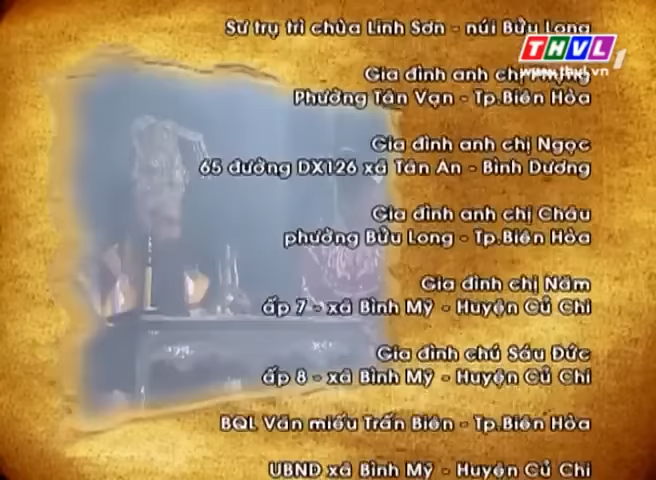 Sư trụ trì chùa Linh Sơn - núi Bửu Long
THVL1
www.thvl.vn
Gia đình anh chị
Phường Tân Vạn - Tp.Biên Hòa
Gia đình anh chị Ngọc
65 đường DX126 xã Tân An - Bình Dương
Gia đình anh chị Châu
phường Bửu Long - Tp.Biên Hòa
Gia đình chị Năm
ấp 7 - xã Bình Mỹ - Huyện Củ Chi
Gia đình chú Sáu Đức
ấp 8 - xã Bình Mỹ - Huyện Củ Chi
BQL Văn miếu Trấn Biên - Tp.Biên Hòa
UBND xã Bình Mỹ - Huyện Củ Chi